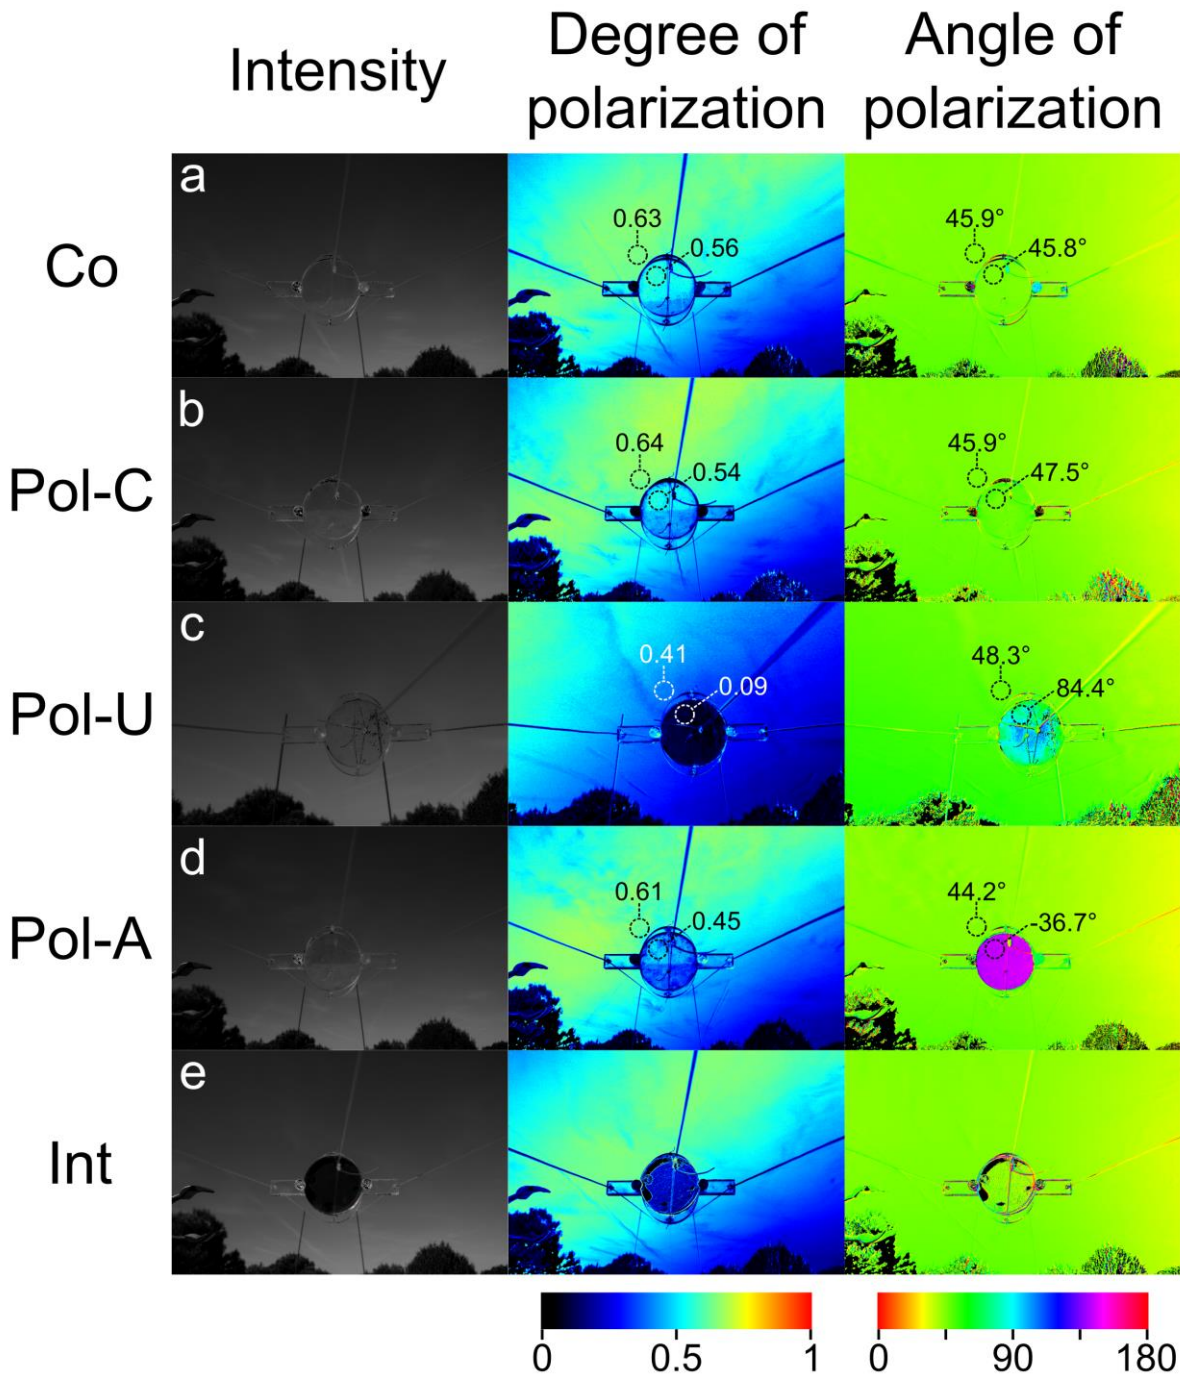 Intensity
Degree of
polarization
Angle of
polarization
Co
a
0.63
0.56
45.9°
45.8°
Pol-C
b
0.64
0.54
45.9°
47.5°
Pol-U
c
0.41
0.09
48.3°
84.4°
Pol-A
d
0.61
0.45
44.2°
-36.7°
Int
e
0 0.5 1
0 90 180